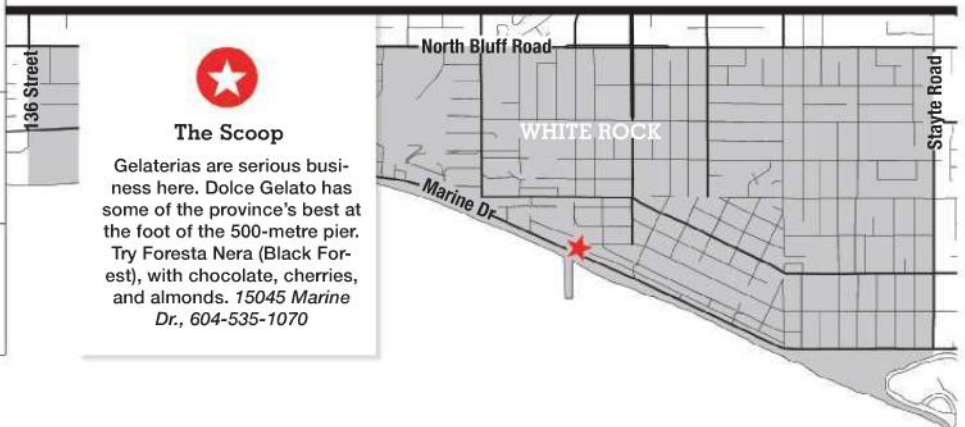 North Bluff Road
136 Street
Stayte Road
The Scoop
WHITE ROCK
Gelaterias are serious busi-
ness here. Dolce Gelato has
some of the province's best at
the foot of the 500-metre pier.
Try Foresta Nera (Black For-
est), with chocolate, cherries,
and almonds. 15045 Marine
Dr., 604-535-1070
Marine Dr